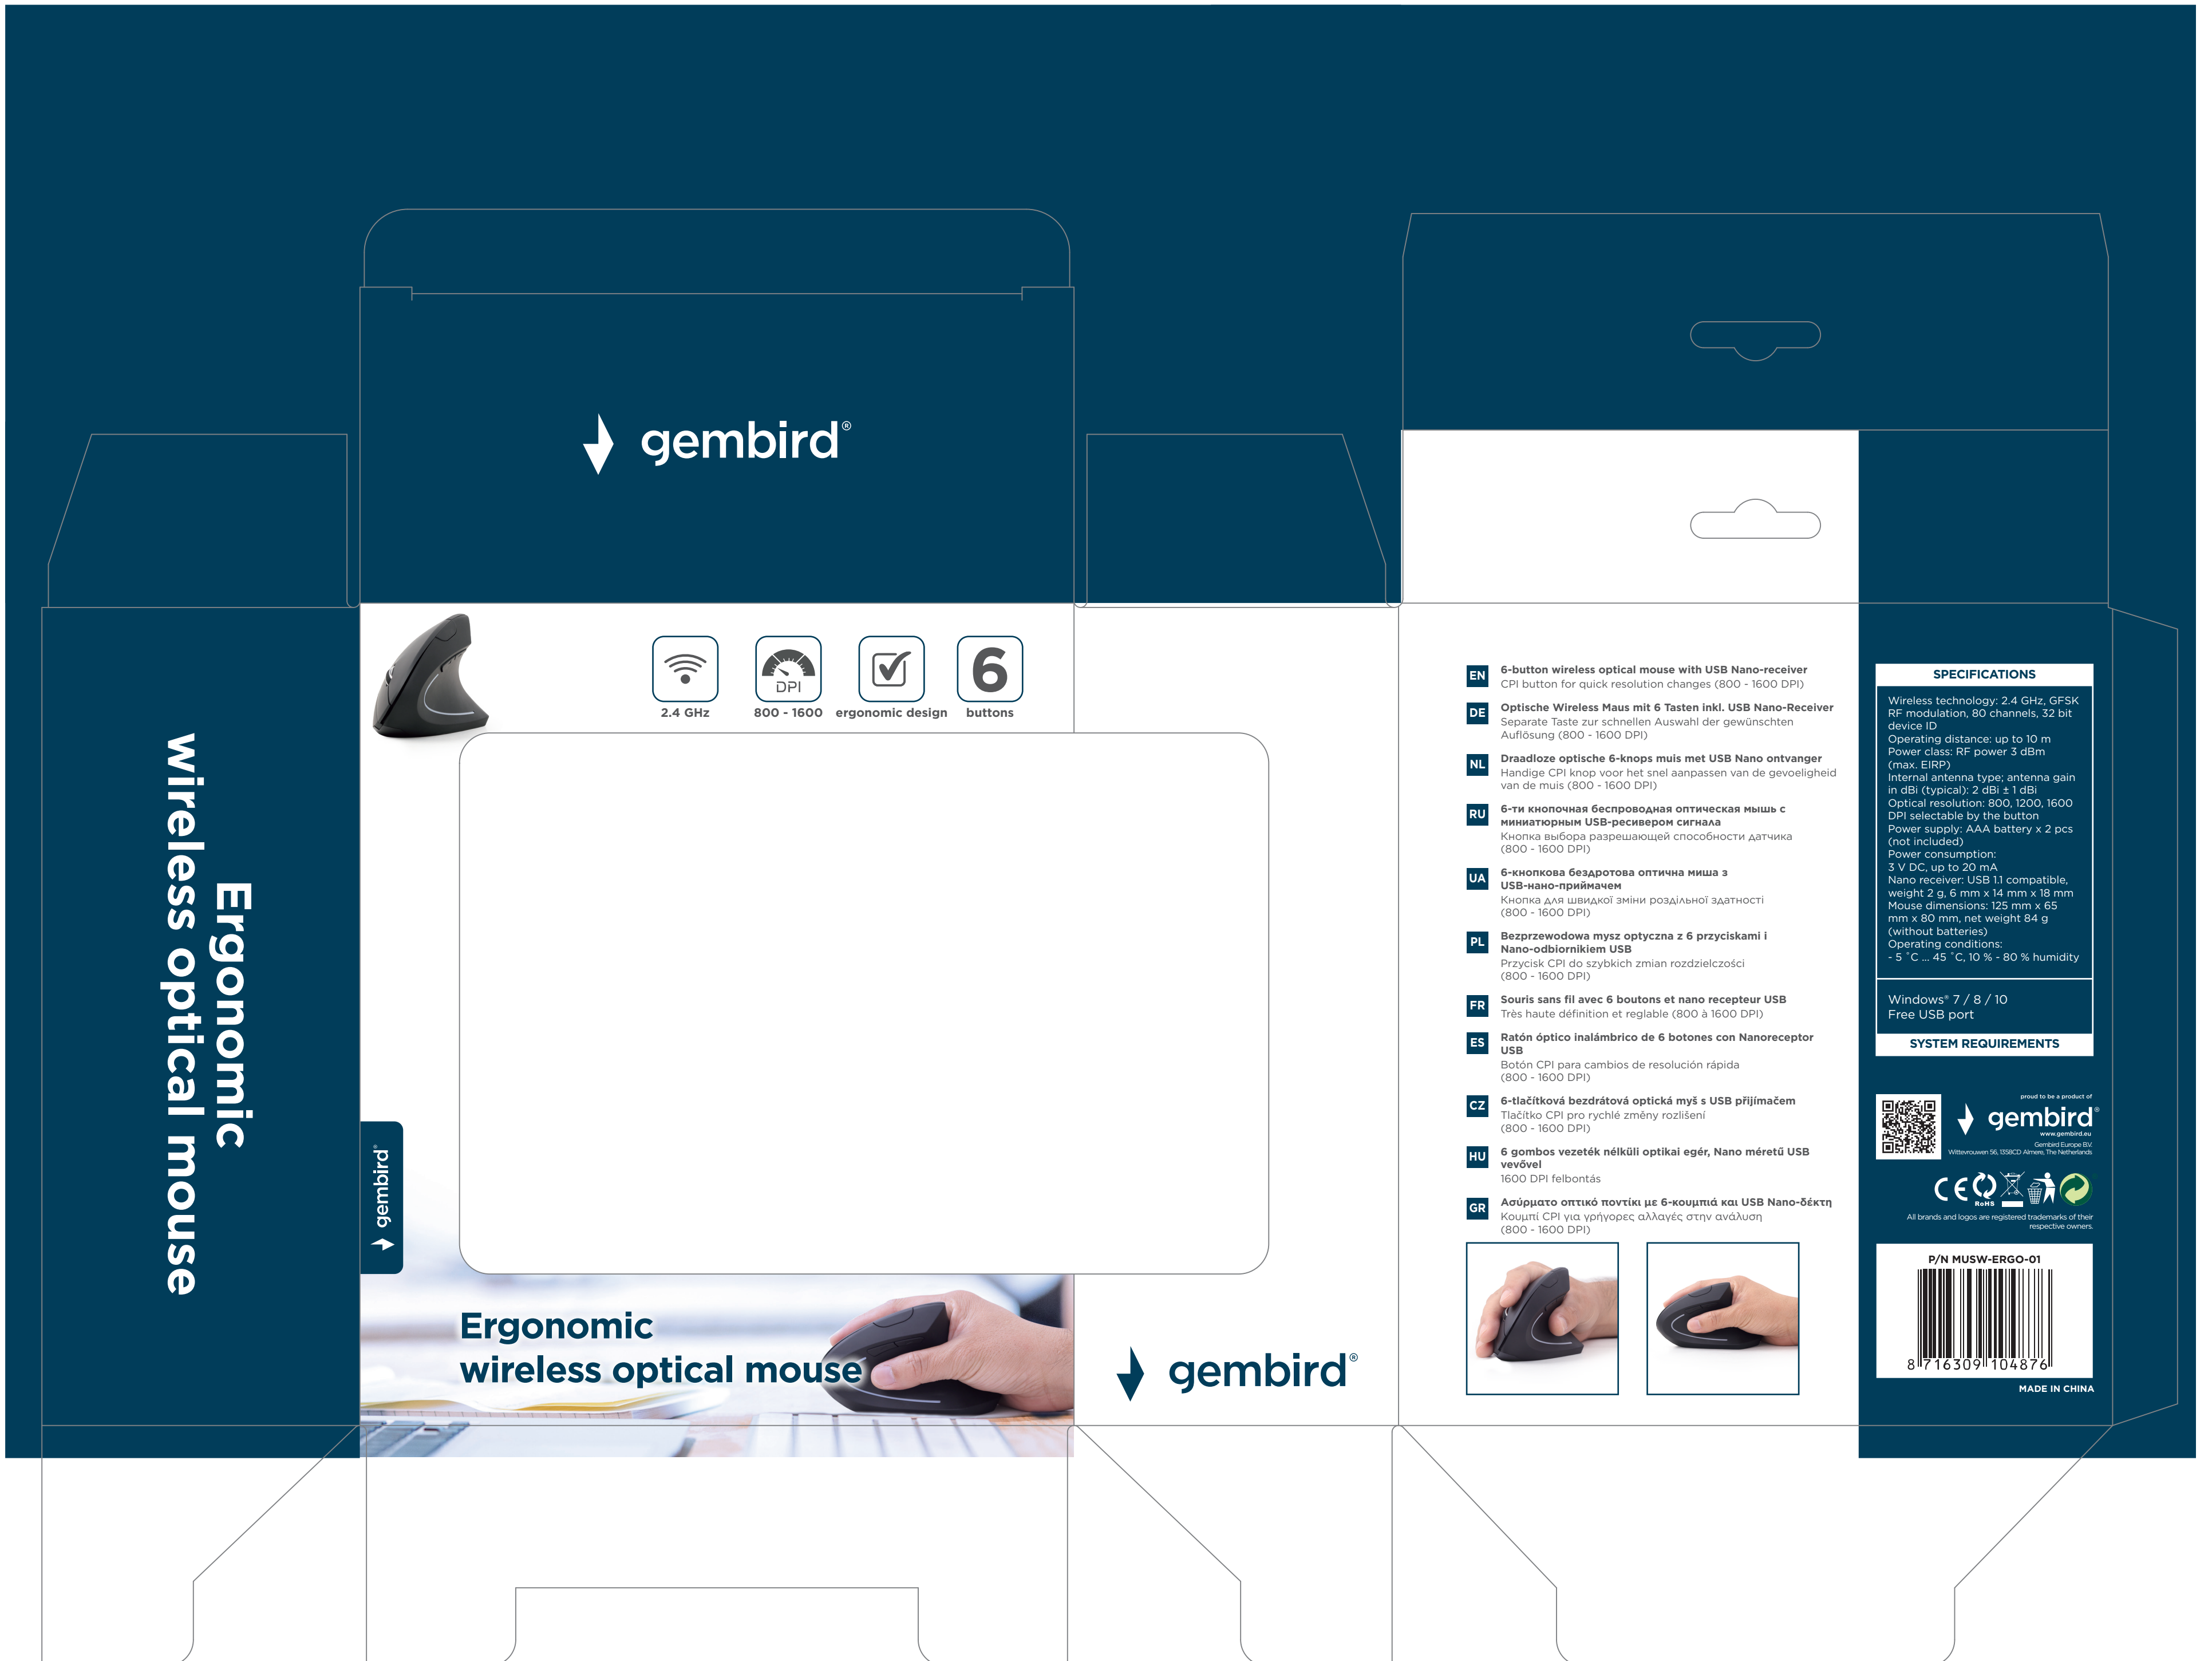 gembird®
Ergonomic
wireless optical mouse
DPI
6
2.4 GHz
800 - 1600
ergonomic design
buttons
gembird®
Ergonomic
wireless optical mouse
gembird®
EN
6-button wireless optical mouse with USB Nano-receiver
CPI button for quick resolution changes (800 - 1600 DPI)
DE
Optische Wireless Maus mit 6 Tasten inkl. USB Nano-Receiver
Separate Taste zur schnellen Auswahl der gewünschten
Auflösung (800 - 1600 DPI)
NL
Draadloze optische 6-knops muis met USB Nano ontvanger
Handige CPI knop voor het snel aanpassen van de gevoeligheid
van de muis (800 - 1600 DPI)
RU
6-ти кнопочная беспроводная оптическая мышь с
миниатюрным USB-ресивером сигнала
Кнопка выбора разрешающей способности датчика
(800 - 1600 DPI)
UA
6-кнопкова бездротова оптична миша з
USB-нано-приймачем
Кнопка для швидкої зміни роздільної здатності
(800 - 1600 DPI)
PL
Bezprzewodowa mysz optyczna z 6 przyciskami i
Nano-odbiornikiem USB
Przycisk CPI do szybkich zmian rozdzielczości
(800 - 1600 DPI)
FR
Souris sans fil avec 6 boutons et nano recepteur USB
Très haute définition et reglable (800 à 1600 DPI)
ES
Ratón óptico inalámbrico de 6 botones con Nanoreceptor
USB
Botón CPI para cambios de resolución rápida
(800 - 1600 DPI)
CZ
6-tlačítková bezdrátová optická myš s USB přijímačem
Tlačítko CPI pro rychlé změny rozlišení
(800 - 1600 DPI)
HU
6 gombos vezeték nélküli optikai egér, Nano méretű USB
vevővel
1600 DPI felbontás
GR
Ασύρματο οπτικό ποντίκι με 6-κουμπιά και USB Nano-δέκτη
Κουμπί CPI για γρήγορες αλλαγές στην ανάλυση
(800 - 1600 DPI)
SPECIFICATIONS
Wireless technology: 2.4 GHz, GFSK
RF modulation, 80 channels, 32 bit
device ID
Operating distance: up to 10 m
Power class: RF power 3 dBm
(max. EIRP)
Internal antenna type; antenna gain
in dBi (typical): 2 dBi ± 1 dBi
Optical resolution: 800, 1200, 1600
DPI selectable by the button
Power supply: AAA battery x 2 pcs
(not included)
Power consumption:
3 V DC, up to 20 mA
Nano receiver: USB 1.1 compatible,
weight 2 g, 6 mm x 14 mm x 18 mm
Mouse dimensions: 125 mm x 65
mm x 80 mm, net weight 84 g
(without batteries)
Operating conditions:
- 5 ˚C ... 45 ˚C, 10 % - 80 % humidity
Windows® 7 / 8 / 10
Free USB port
SYSTEM REQUIREMENTS
proud to be a product of
gembird®
www.gembird.eu
Gembird Europe B.V.
Wittevrouwen 56, 1358CD Almere, The Netherlands
CE
RoHS
All brands and logos are registered trademarks of their
respective owners.
P/N MUSW-ERGO-01
8 716309 104876
MADE IN CHINA